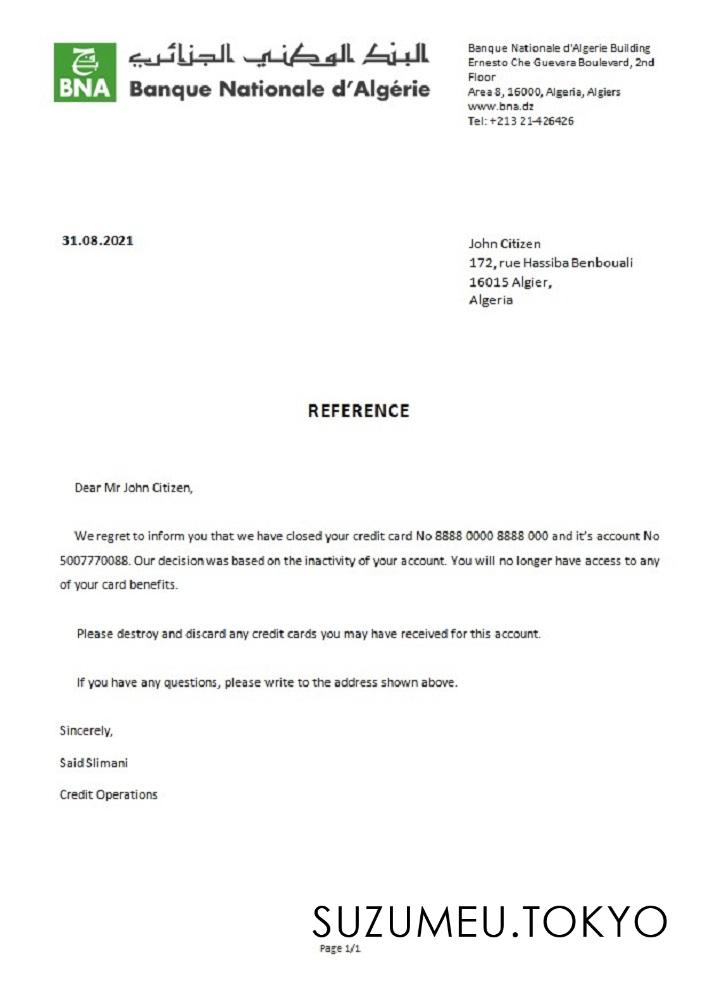 البنك الوطني الجزائري
BNA
Banque Nationale d'Algérie
Banque Nationale d'Algerie Building
Ernesto Che Guevara Boulevard, 2nd
Floor
Area 8, 16000, Algeria, Algiers
www.bna.dz
Tel: +213 21-426426
31.08.2021
John Citizen
172, rue Hassiba Benbouali
16015 Algier,
Algeria
REFERENCE
Dear Mr John Citizen,
We regret to inform you that we have closed your credit card No 8888 0000 8888 000 and it's account No
5007770088. Our decision was based on the inactivity of your account. You will no longer have access to any
of your card benefits.
Please destroy and discard any credit cards you may have received for this account.
If you have any questions, please write to the address shown above.
Sincerely,
Said Slimani
Credit Operations
SUZUMEU.TOKYO
Page 1/1